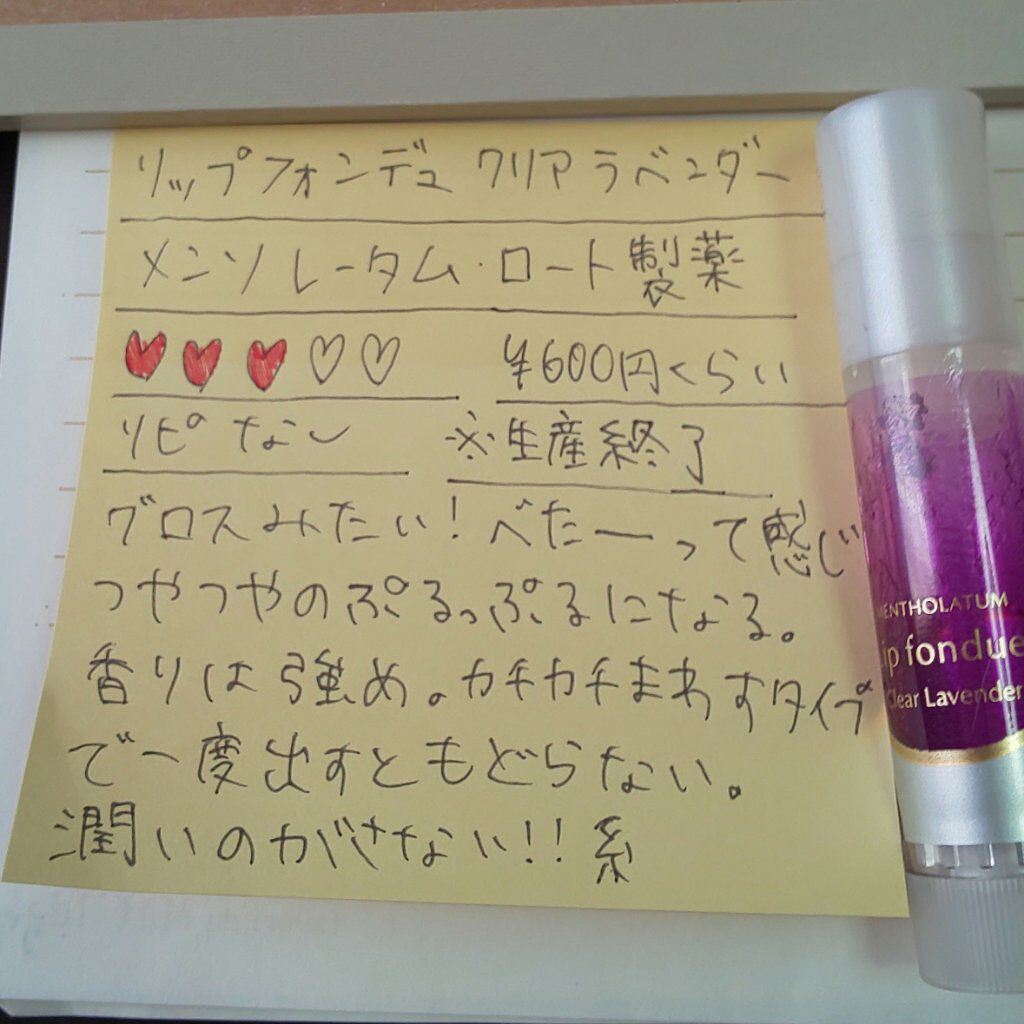 リップフォンデュ クリアラベンダー
メンソレータム・ロート製薬
♥♥♥♡♡ ¥600円くらい
リピなし ※生産終了
グロスみたい！べたーって感じ
つやつやのぷるっぷるになる。
香りは強め。カチカチまわすタイプ
で一度出すともどらない。
潤いのがさない!!系
MENTHOLATUM
ip fondue
Clear Lavender